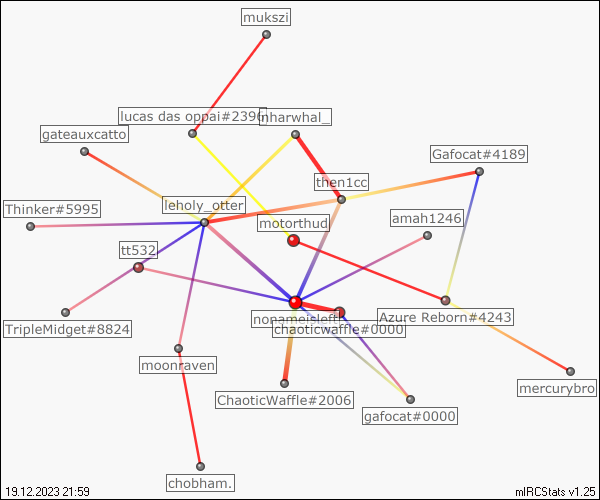 mukszi
lucas das oppai#2390
nharwhal_
gateauxcatto
Gafocat#4189
then1cc
Thinker#5995
leholy_otter
motorthud
amah1246
tt532
TripleMidget#8824
nonameisleft
Azure Reborn#4243
chaoticwaffle#0000
moonraven
mercurybro
ChaoticWaffle#2006
gafocat#0000
chobham.
19.12.2023 21:59
mIRCStats v1.25